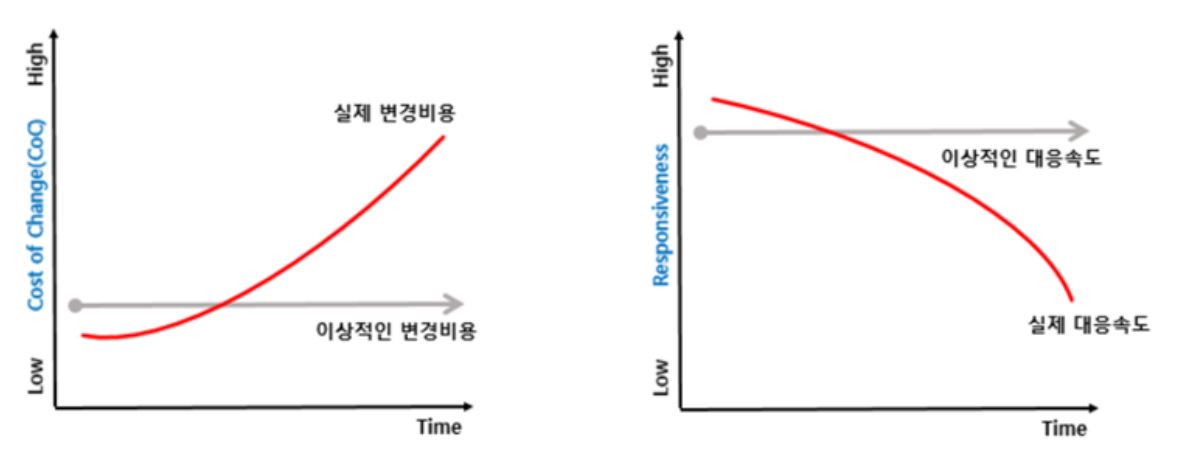 High
Cost of Change(CoC)
Low
실제 변경비용
이상적인 변경비용
Time
High
Responsiveness
Low
이상적인 대응속도
실제 대응속도
Time